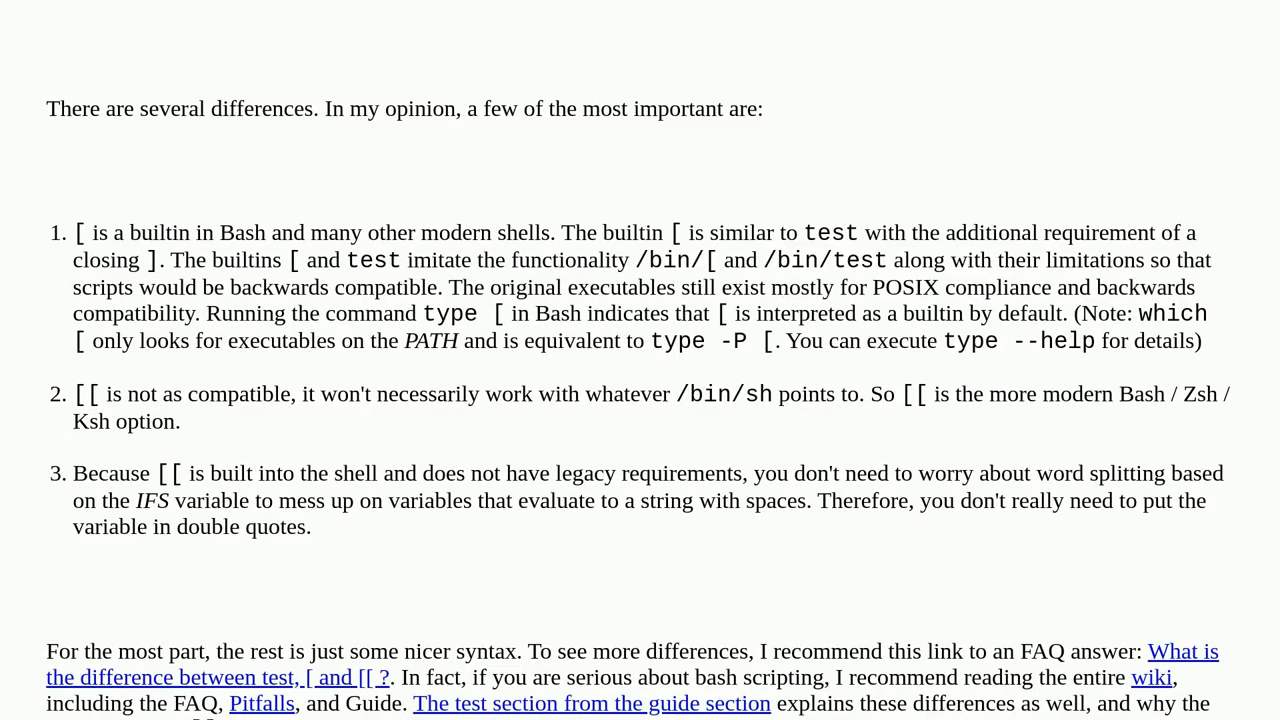 There are several differences. In my opinion, a few of the most important are:
1. [ is a builtin in Bash and many other modern shells. The builtin [ is similar to test with the additional requirement of a
closing ]. The builtins [ and test imitate the functionality /bin/[ and /bin/test along with their limitations so that
scripts would be backwards compatible. The original executables still exist mostly for POSIX compliance and backwards
compatibility. Running the command type [ in Bash indicates that [ is interpreted as a builtin by default. (Note: which
[ only looks for executables on the PATH and is equivalent to type -P [. You can execute type --help for details)
2. [[ is not as compatible, it won't necessarily work with whatever /bin/sh points to. So [[ is the more modern Bash / Zsh /
Ksh option.
3. Because [[ is built into the shell and does not have legacy requirements, you don't need to worry about word splitting based
on the IFS variable to mess up on variables that evaluate to a string with spaces. Therefore, you don't really need to put the
variable in double quotes.
For the most part, the rest is just some nicer syntax. To see more differences, I recommend this link to an FAQ answer: What is
the difference between test, [ and [[ ?. In fact, if you are serious about bash scripting, I recommend reading the entire wiki,
including the FAQ, Pitfalls, and Guide. The test section from the guide section explains these differences as well, and why the